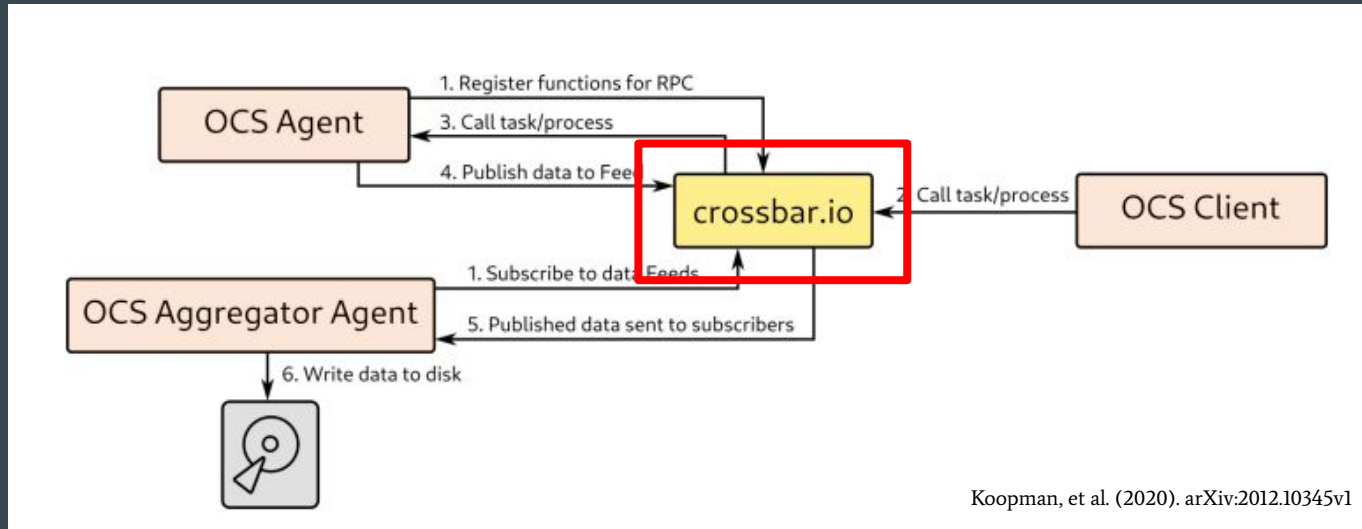 1. Register functions for RPC
OCS Agent
3. Call task/process
4. Publish data to Feed
crossbar.io
2. Call task/process
OCS Client
1. Subscribe to data Feeds
OCS Aggregator Agent
5. Published data sent to subscribers
6. Write data to disk
Koopman, et al. (2020). arXiv:2012.10345v1